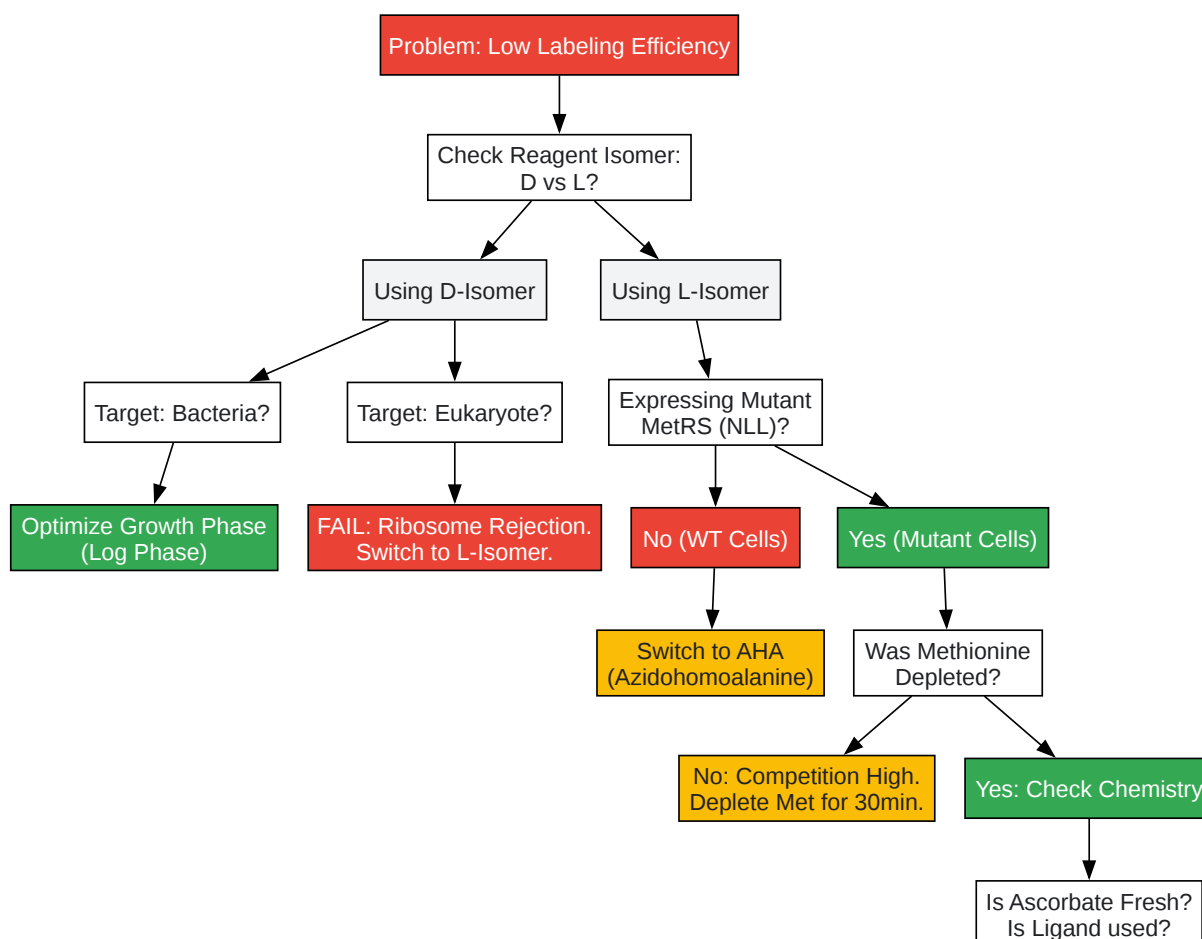 Problem: Low Labeling Efficiency
Check Reagent Isomer:
D vs L?
Using D-Isomer
Using L-Isomer
Target: Bacteria?
Target: Eukaryote?
Expressing Mutant
MetRS (NLL)?
Optimize Growth Phase
(Log Phase)
FAIL: Ribosome Rejection.
Switch to L-Isomer.
No (WT Cells)
Yes (Mutant Cells)
Switch to AHA
(Azidohomoalanine)
Was Methionine
Depleted?
No: Competition High.
Deplete Met for 30min.
Yes: Check Chemistry
Is Ascorbate Fresh?
Is Ligand used?